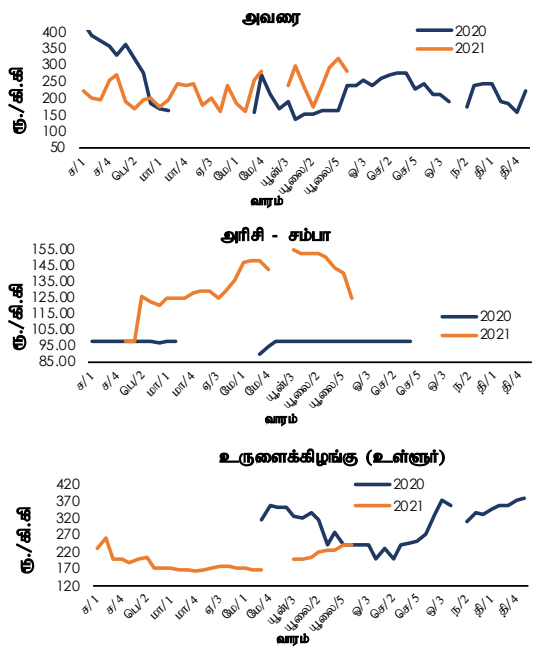 அவரை
ரூ./கி.கி
400
350
300
250
200
150
100
50
2020
2021
ச/1
ச/4
பெ/2
மா/1
மா/4
ஏ/3
மே/1
மே/4
யூன்/3
யூலை/2
யூலை/5
ஒ/3
செ/2
செ/5
ஒ/3
ந/2
தி/1
தி/4
வாரம்
அரிசி - சம்பா
ரூ./கி.கி
155.00
145.00
135.00
125.00
115.00
105.00
95.00
85.00
2020
2021
ச/1
ச/4
பெ/2
மா/1
மா/4
ஏ/3
மே/1
மே/4
யூன்/3
யூலை/2
யூலை/5
ஒ/3
செ/2
செ/5
ஒ/3
ந/2
தி/1
தி/4
வாரம்
உருளைக்கிழங்கு (உள்ளூர்)
ரூ./கி.கி
420
370
320
270
220
170
120
2020
2021
ச/1
ச/4
பெ/2
மா/1
மா/4
ஏ/3
மே/1
மே/4
யூன்/3
யூலை/2
யூலை/5
ஒ/3
செ/2
செ/5
ஒ/3
ந/2
தி/1
தி/4
வாரம்